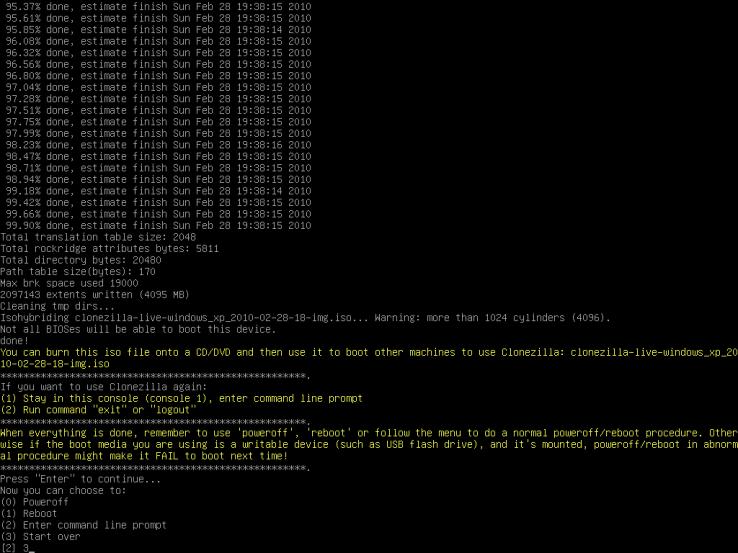 95.37% done, estimate finish Sun Feb 28 19:38:15 2010
95.61% done, estimate finish Sun Feb 28 19:38:15 2010
95.85% done, estimate finish Sun Feb 28 19:38:14 2010
96.08% done, estimate finish Sun Feb 28 19:38:15 2010
96.32% done, estimate finish Sun Feb 28 19:38:15 2010
96.56% done, estimate finish Sun Feb 28 19:38:15 2010
96.80% done, estimate finish Sun Feb 28 19:38:15 2010
97.04% done, estimate finish Sun Feb 28 19:38:15 2010
97.28% done, estimate finish Sun Feb 28 19:38:15 2010
97.51% done, estimate finish Sun Feb 28 19:38:15 2010
97.75% done, estimate finish Sun Feb 28 19:38:15 2010
97.99% done, estimate finish Sun Feb 28 19:38:15 2010
98.23% done, estimate finish Sun Feb 28 19:38:16 2010
98.47% done, estimate finish Sun Feb 28 19:38:15 2010
98.71% done, estimate finish Sun Feb 28 19:38:15 2010
98.94% done, estimate finish Sun Feb 28 19:38:15 2010
99.18% done, estimate finish Sun Feb 28 19:38:14 2010
99.42% done, estimate finish Sun Feb 28 19:38:15 2010
99.66% done, estimate finish Sun Feb 28 19:38:15 2010
99.90% done, estimate finish Sun Feb 28 19:38:15 2010
Total translation table size: 2048
Total rockridge attributes bytes: 5811
Total directory bytes: 20480
Path table size(bytes): 170
Max brk space used 19000
2097143 extents written (4095 MB)
Cleaning tmp dirs...
Isohybriding clonezilla-live-windows_xp_2010-02-28-18-img.iso... Warning: more than 1024 cylinders (4096).
Not all BIOSes will be able to boot this device.
done!
You can burn this iso file onto a CD/DVD and then use it to boot other machines to use Clonezilla: clonezilla-live-windows_xp_20
10-02-28-18-img.iso
*****************************************************.
If you want to use Clonezilla again:
(1) Stay in this console (console 1), enter command line prompt
(2) Run command "exit" or "logout"
*****************************************************.
When everything is done, remember to use 'poweroff', 'reboot' or follow the menu to do a normal poweroff/reboot procedure. Other
wise if the boot media you are using is a writable device (such as USB flash drive), and it's mounted, poweroff/reboot in abnorm
al procedure might make it FAIL to boot next time!
*****************************************************.
Press "Enter" to continue...
Now you can choose to:
(0) Poweroff
(1) Reboot
(2) Enter command line prompt
(3) Start over
[2] 3_